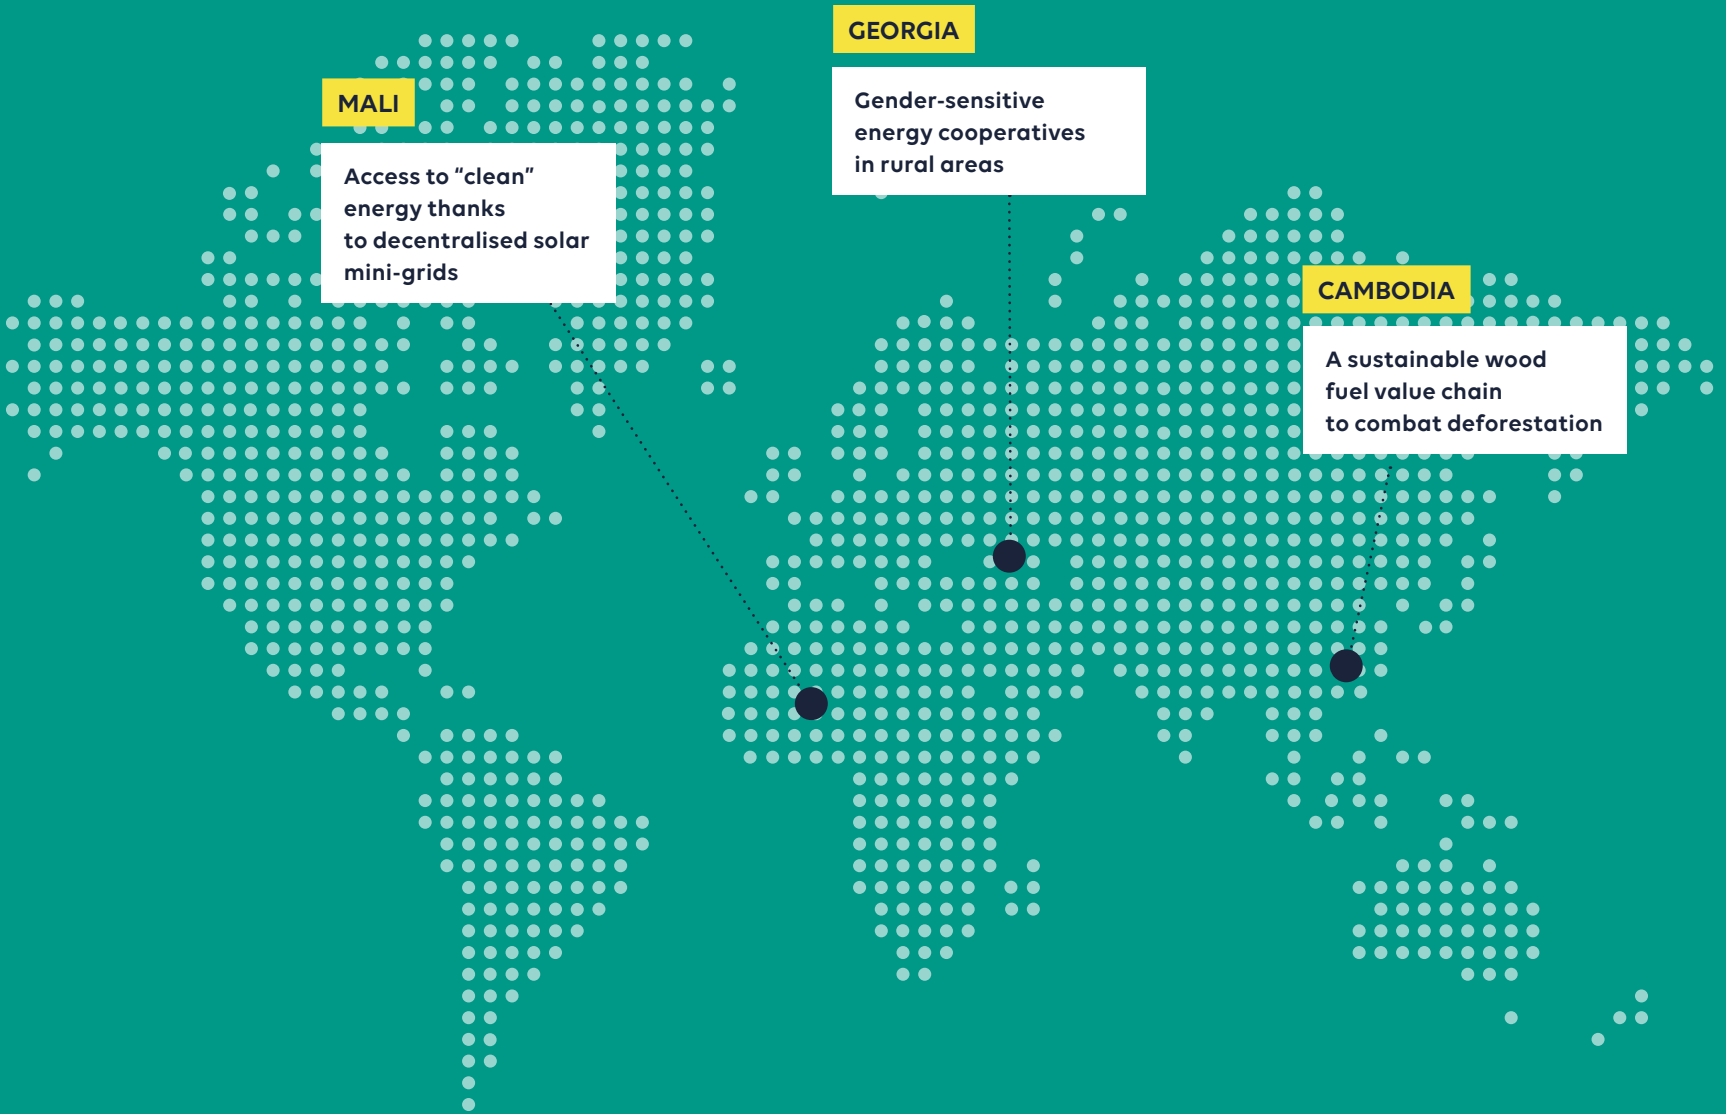 MALI
Access to “clean”
energy thanks
to decentralised solar
mini-grids
GEORGIA
Gender-sensitive
energy cooperatives
in rural areas
CAMBODIA
A sustainable wood
fuel value chain
to combat deforestation